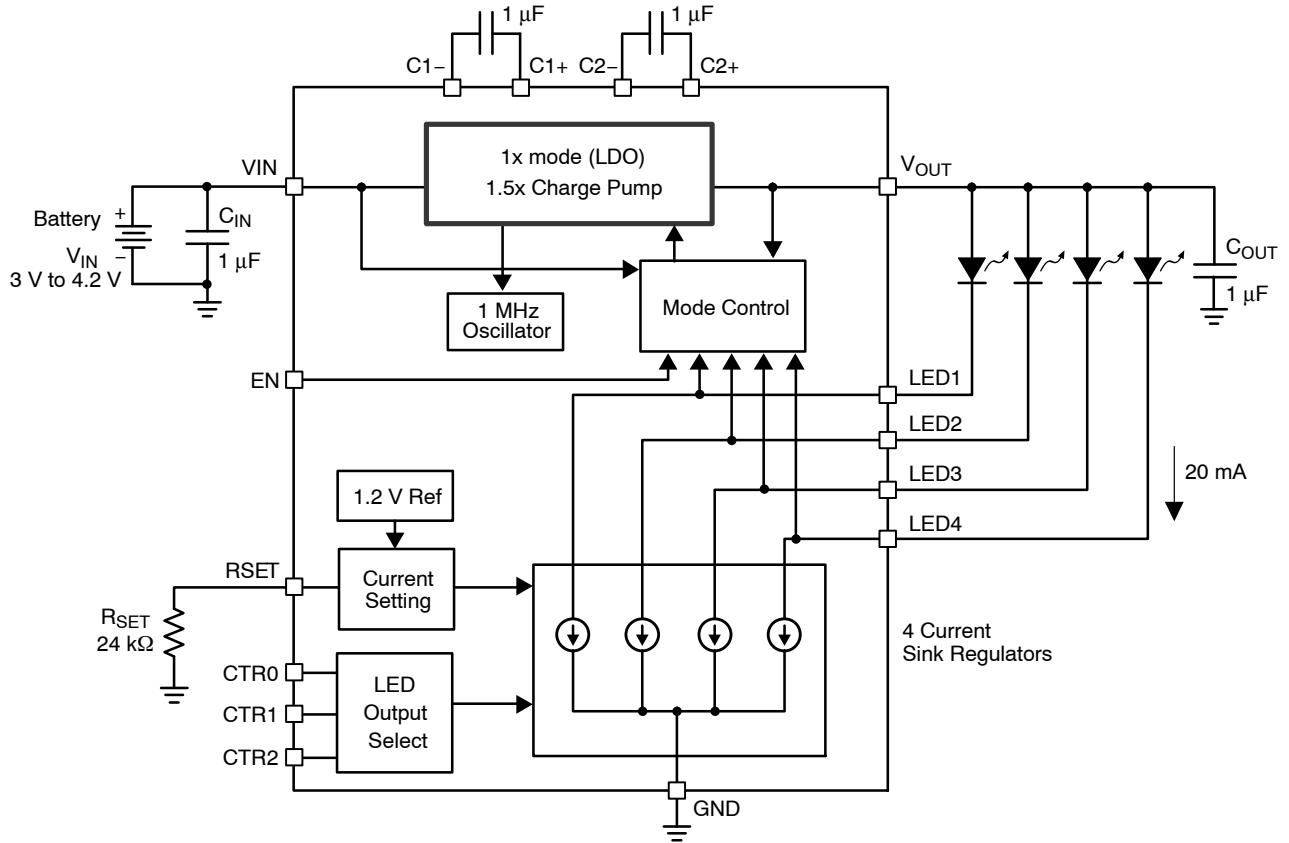 1 μF
1 μF
C1−
C1+
C2−
C2+
VIN
1x mode (LDO)
1.5x Charge Pump
VOUT
Battery
+
CIN
VIN
−
1 μF
3 V to 4.2 V
1 MHz
Oscillator
Mode Control
COUT
1 μF
EN
LED1
LED2
LED3
LED4
20 mA
1.2 V Ref
RSET
Current
Setting
RSET
24 kΩ
4 Current
Sink Regulators
CTR0
CTR1
CTR2
LED
Output
Select
GND